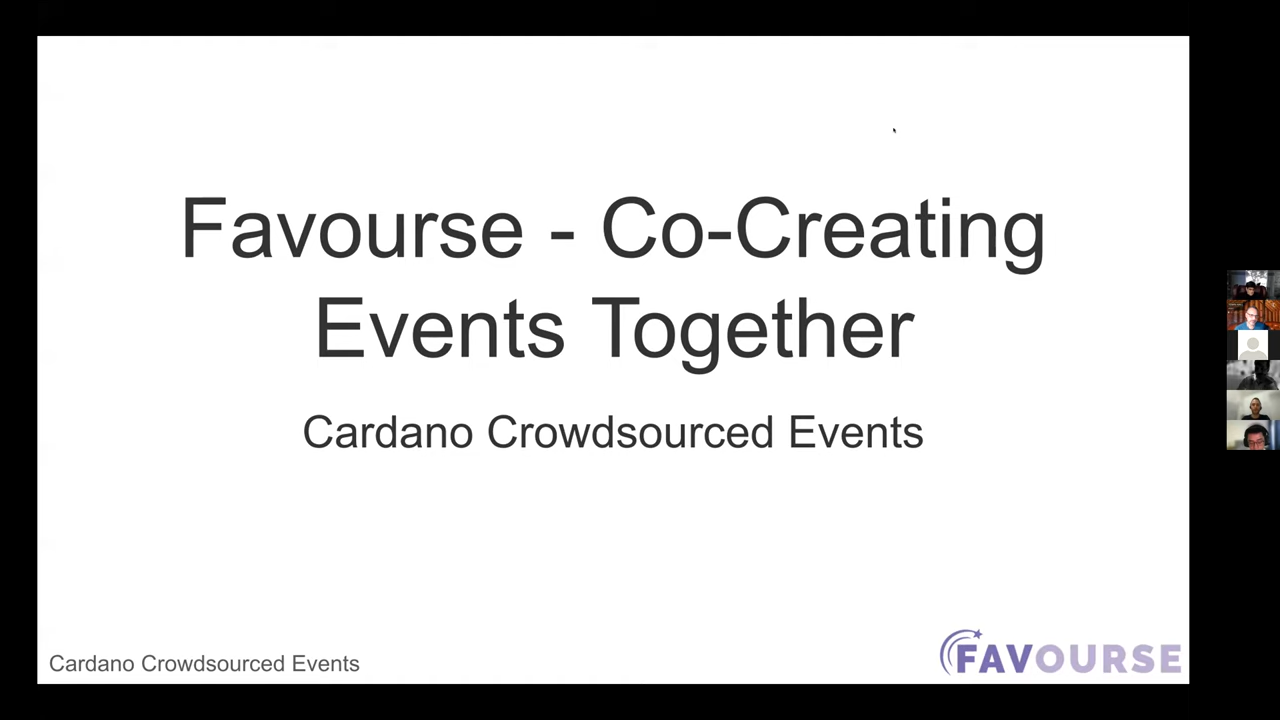 Favourse - Co-Creating
Events Together
Cardano Crowdsourced Events
Cardano Crowdsourced Events
FAVOURSE